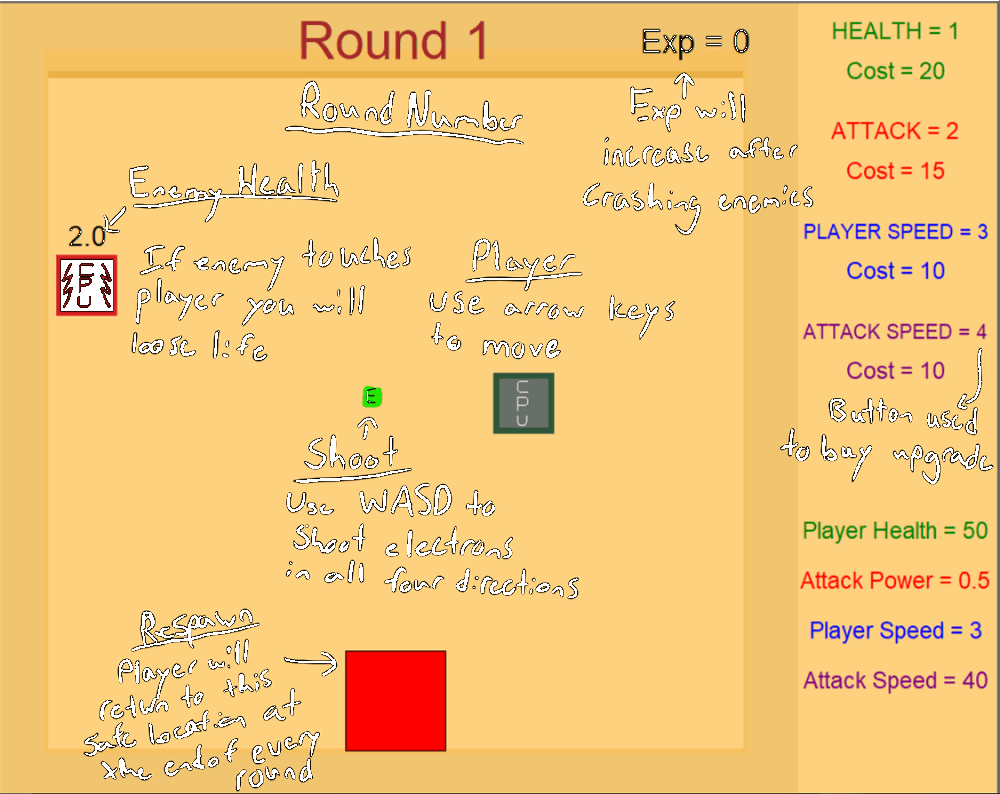 Round 1
Exp = 0
Round Number
Exp will
increase after
Crashing enemies
Enemy Health
2.0
CPU
If enemy touches
player you will
loose life
Player
Use arrow keys
to move
CPU
E
Shoot
Use WASD to
Shoot electrons
in all four directions
Respawn
Player will
return to this
safe location at
the end of every
round
HEALTH = 1
Cost = 20
ATTACK = 2
Cost = 15
PLAYER SPEED = 3
Cost = 10
ATTACK SPEED = 4
Cost = 10
Button used
to buy upgrade
Player Health = 50
Attack Power = 0.5
Player Speed = 3
Attack Speed = 40